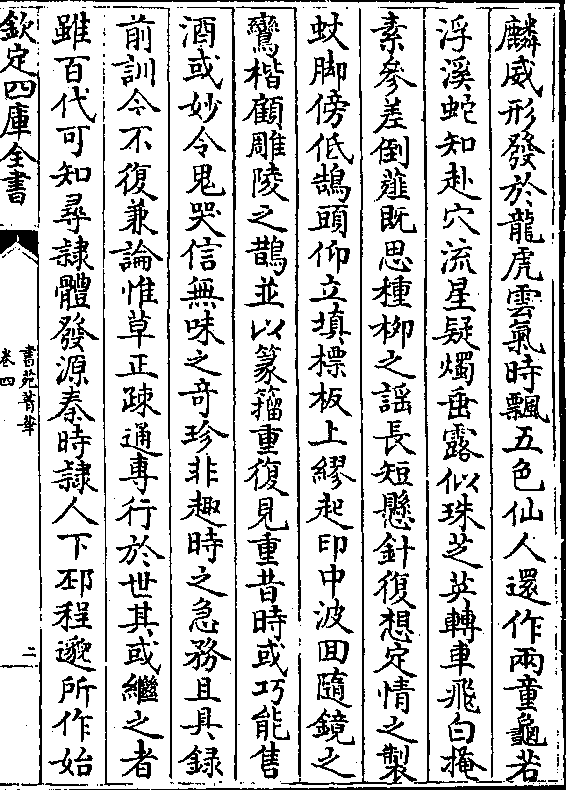 麟威形發於龍虎雲氣時飄五色仙人還作兩童龜若
浮溪蛇知赴穴流星疑燭垂露似珠芝英轉車飛白掩
素參差倒薤既思種柳之謡長短懸針復想定情之製
蚊脚傍低鵠頭仰立填標板上繆起印中波回隨鏡之
鸞楷顧雕陵之鵲並以篆籀重復見重昔時或巧能售
酒或妙令鬼哭信無味之竒珍非趣時之急務且具録
前訓今不復兼論惟草正疎通專行於世其或繼之者
雖百代可知尋隷體發源秦時隷人下邳程邈所作始
欽定四庫全書
書苑菁華
卷四
二